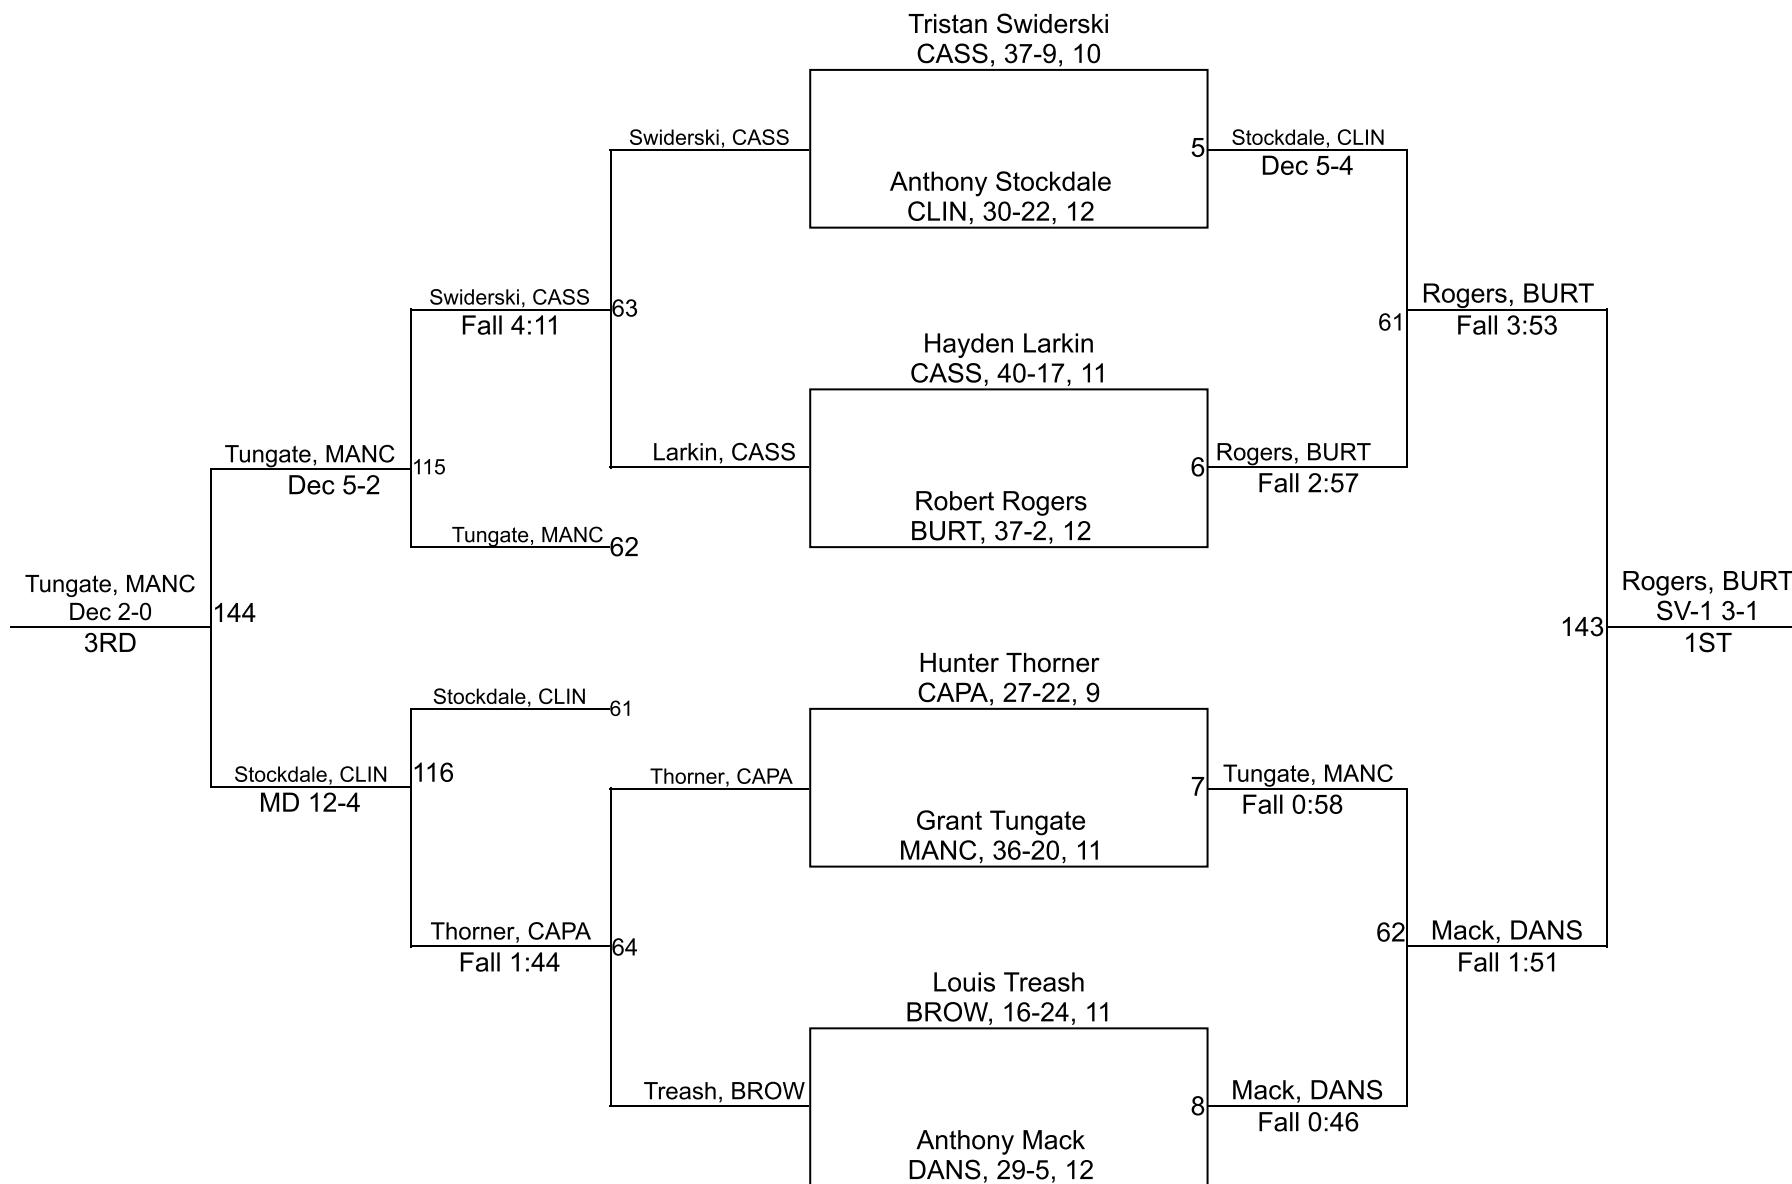 Tristan Swiderski
CASS, 37-9, 10
Swiderski, CASS
5
Stockdale, CLIN
Dec 5-4
Anthony Stockdale
CLIN, 30-22, 12
Swiderski, CASS
Fall 4:11
63
61
Rogers, BURT
Fall 3:53
Hayden Larkin
CASS, 40-17, 11
Larkin, CASS
6
Rogers, BURT
Fall 2:57
Robert Rogers
BURT, 37-2, 12
Tungate, MANC
Dec 5-2
115
Tungate, MANC
62
Tungate, MANC
Dec 2-0
3RD
144
143
Rogers, BURT
SV-1 3-1
1ST
Hunter Thorner
CAPA, 27-22, 9
Stockdale, CLIN
61
Stockdale, CLIN
MD 12-4
116
Thorner, CAPA
7
Tungate, MANC
Fall 0:58
Grant Tungate
MANC, 36-20, 11
Thorner, CAPA
Fall 1:44
64
62
Mack, DANS
Fall 1:51
Louis Treash
BROW, 16-24, 11
Treash, BROW
8
Mack, DANS
Fall 0:46
Anthony Mack
DANS, 29-5, 12